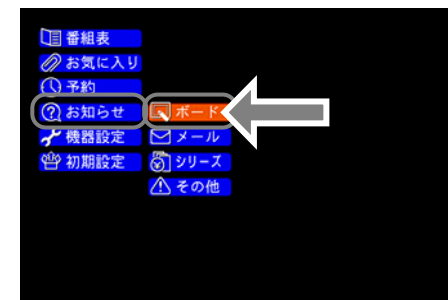 番組表
お気に入り
予約
お知らせ
機器設定
初期設定
ボード
メール
シリーズ
その他